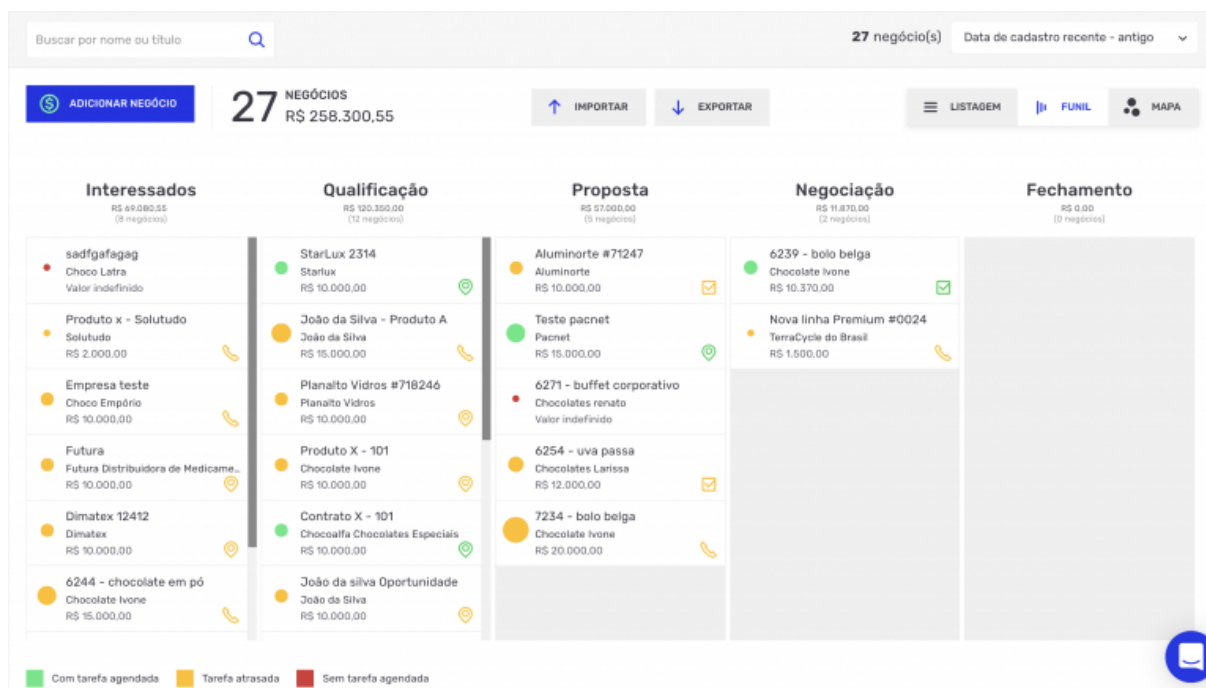 Buscar por nome ou título
27 negócio(s)
Data de cadastro recente - antigo
ADICIONAR NEGÓCIO
27 NEGÓCIOS
R$ 258.300,55
IMPORTAR
EXPORTAR
LISTAGEM
FUNIL
MAPA
Interessados
R$ 69.080,55
(8 negócios)
sadfgafagag
Choco Latra
Valor indefinido
Produto x - Solutudo
Solutudo
R$ 2.000,00
Empresa teste
Choco Empório
R$ 10.000,00
Futura
Futura Distribuidora de Medicame...
R$ 10.000,00
Dimatex 12412
Dimatex
R$ 10.000,00
6244 - chocolate em pó
Chocolate Ivone
R$ 15.000,00
Qualificação
R$ 120.350,00
(12 negócios)
StarLux 2314
Starlux
R$ 10.000,00
João da Silva - Produto A
João da Silva
R$ 15.000,00
Planalto Vidros #718246
Planalto Vidros
R$ 10.000,00
Produto X - 101
Chocolate Ivone
R$ 10.000,00
Contrato X - 101
Chocoalfa Chocolates Especiais
R$ 10.000,00
João da silva Oportunidade
João da Silva
R$ 10.000,00
Proposta
R$ 57.000,00
(5 negócios)
Aluminorte #71247
Aluminorte
R$ 10.000,00
Teste pacnet
Pacnet
R$ 15.000,00
6271 - buffet corporativo
Chocolates renato
Valor indefinido
6254 - uva passa
Chocolates Larissa
R$ 12.000,00
7234 - bolo belga
Chocolate Ivone
R$ 20.000,00
Negociação
R$ 11.870,00
(2 negócios)
6239 - bolo belga
Chocolate Ivone
R$ 10.370,00
Nova linha Premium #0024
TerraCycle do Brasil
R$ 1.500,00
Fechamento
R$ 0,00
(0 negócios)
Com tarefa agendada
Tarefa atrasada
Sem tarefa agendada